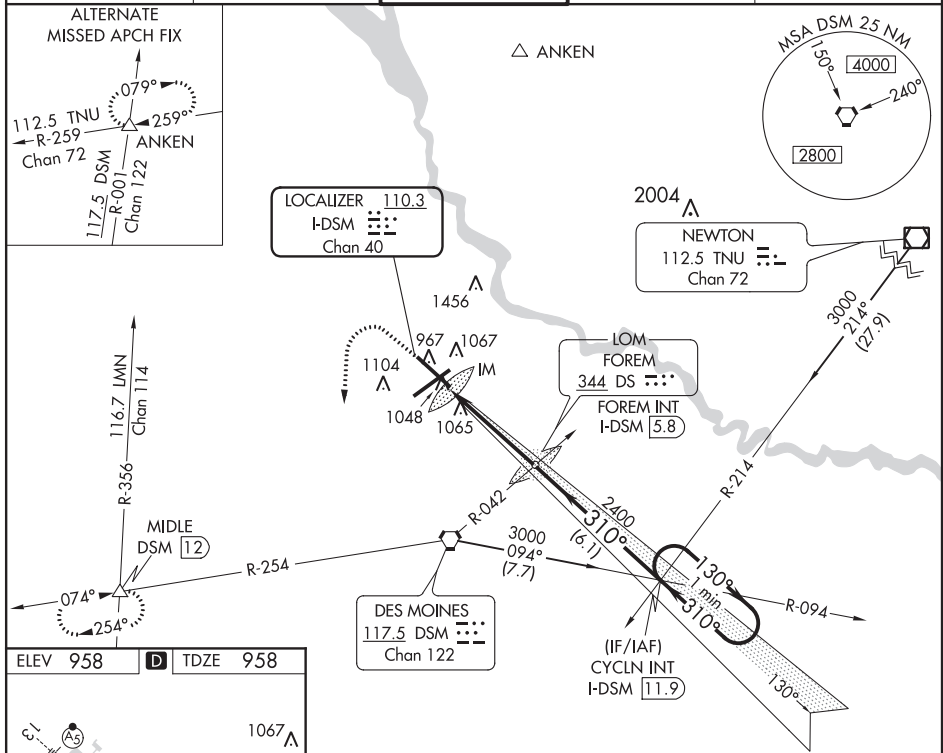 ALTERNATE
MISSED APCH FIX
079°
112.5 TNU
R-259
Chan 72
259°
ANKEN
117.5 DSM
R-001
Chan 122
ANKEN
MSA DSM 25 NM
150°
4000
240°
2800
LOCALIZER 110.3
I-DSM
Chan 40
2004
NEWTON
112.5 TNU
Chan 72
3000
214°
(27.9)
R-214
1456
967
1067
1104
IM
1048
1065
LOM
FOREM
344 DS
FOREM INT
I-DSM 5.8
116.7 LMN
Chan 114
R-356
MIDLE
DSM 12
R-254
R-042
074°
254°
2400
310°
(6.1)
3000
094°
(7.7)
130°
1 min
310°
R-094
DES MOINES
117.5 DSM
Chan 122
(IF/IAF)
CYCLN INT
I-DSM 11.9
130°
ELEV 958 D TDZE 958
13
A5
1067